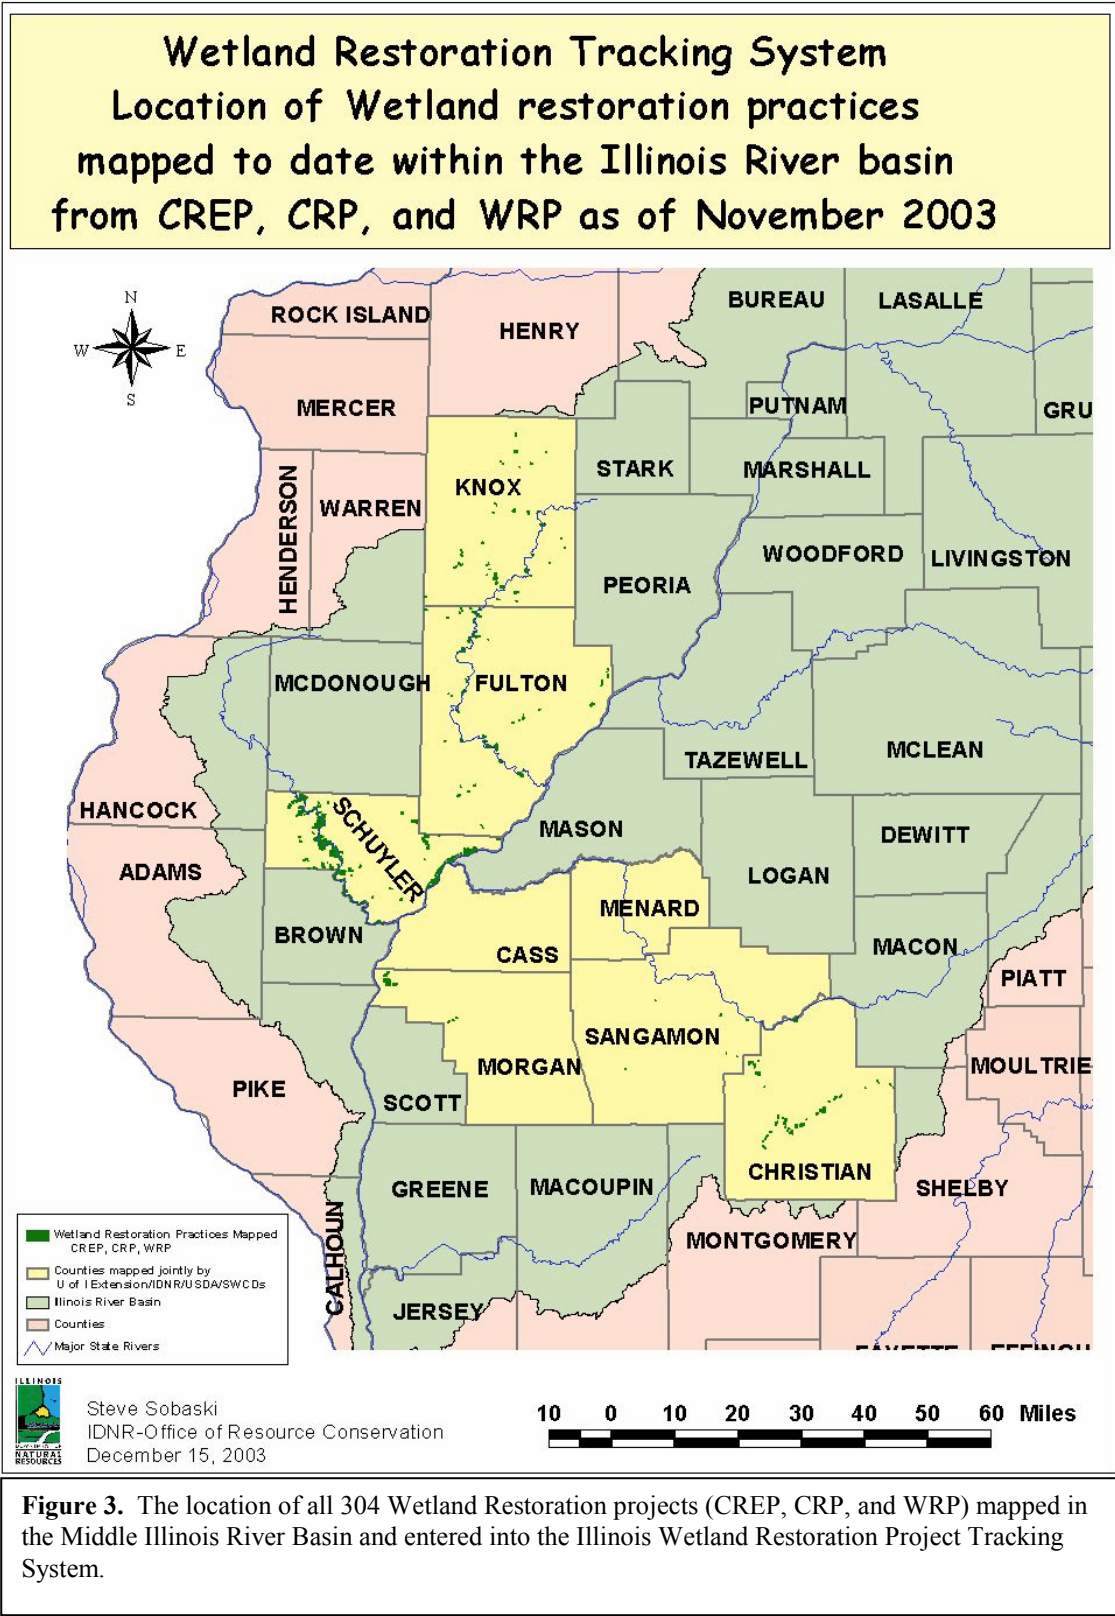 Wetland Restoration Tracking System
Location of Wetland restoration practices
mapped to date within the Illinois River basin
from CREP, CRP, and WRP as of November 2003
N
W
E
S
ROCK ISLAND
HENRY
BUREAU
LASALLE
MERCER
PUTNAM
GRU
HENDERSON
WARREN
KNOX
STARK
MARSHALL
PEORIA
WOODFORD
LIVINGSTON
MCDONOUGH
FULTON
TAZEWELL
MCLEAN
HANCOCK
SCHUYLER
MASON
DEWITT
ADAMS
LOGAN
MENARD
BROWN
CASS
MACON
PIATT
SANGAMON
MORGAN
MOULTRIE
PIKE
SCOTT
CHRISTIAN
SHELBY
GREENE
MACOUPIN
MONTGOMERY
CALHOUN
JERSEY
FAYETTE
EFFINGH
Wetland Restoration Practices Mapped
CREP, CRP, WRP
Counties mapped jointly by
U of I Extension/IDNR/USDA/SWCDs
Illinois River Basin
Counties
Major State Rivers
ILLINOIS
NATURAL
RESOURCES
Steve Sobaski
IDNR-Office of Resource Conservation
December 15, 2003
10 0 10 20 30 40 50 60 Miles
Figure 3. The location of all 304 Wetland Restoration projects (CREP, CRP, and WRP) mapped in
the Middle Illinois River Basin and entered into the Illinois Wetland Restoration Project Tracking
System.